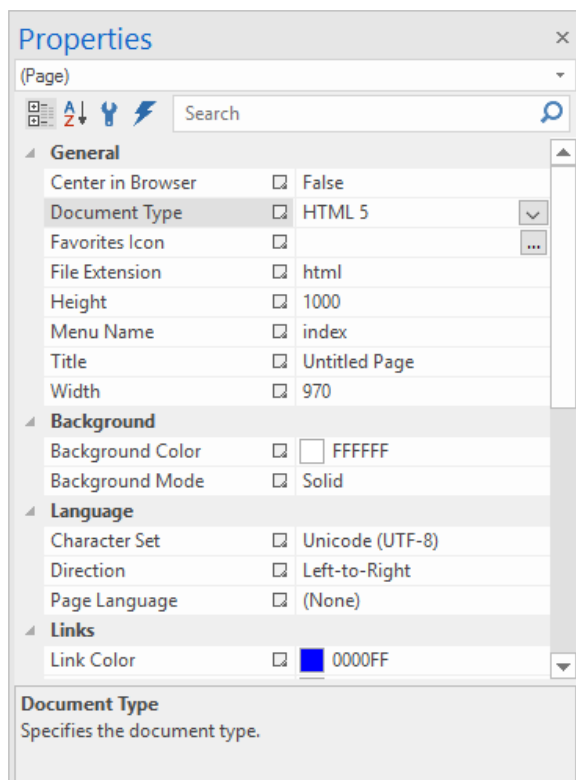 Properties
(Page)
A Z Search
General
Center in Browser False
Document Type HTML 5
Favorites Icon ...
File Extension html
Height 1000
Menu Name index
Title Untitled Page
Width 970
Background
Background Color FFFFFF
Background Mode Solid
Language
Character Set Unicode (UTF-8)
Direction Left-to-Right
Page Language (None)
Links
Link Color 0000FF
Document Type
Specifies the document type.